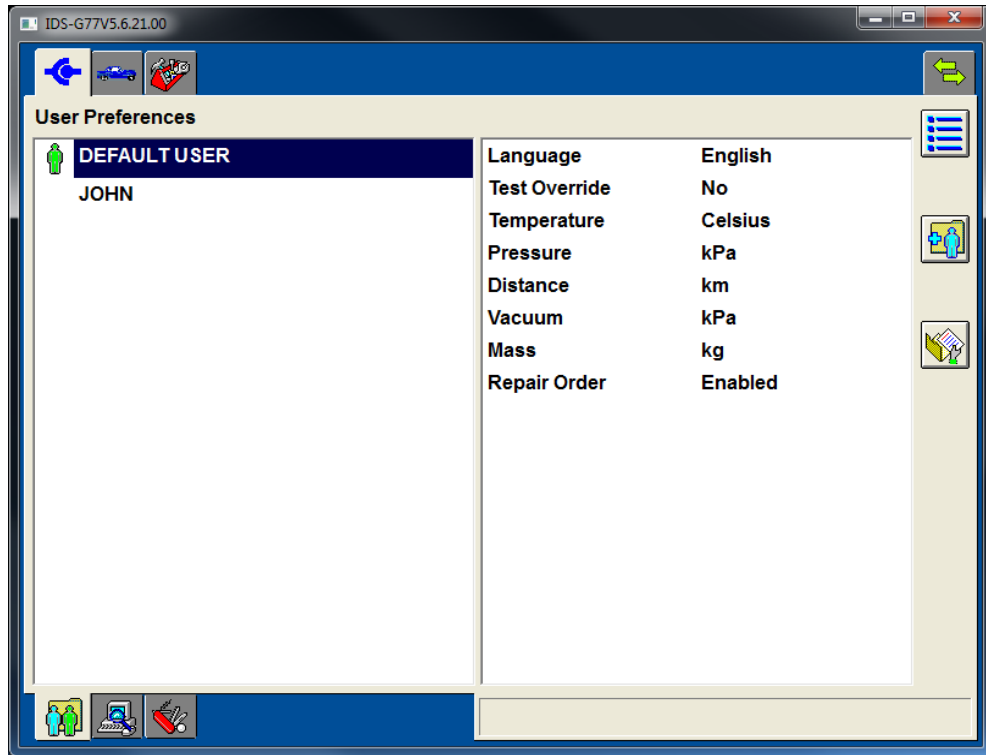 IDS-G77V5.6.21.00
User Preferences
DEFAULT USER
JOHN
Language English
Test Override No
Temperature Celsius
Pressure kPa
Distance km
Vacuum kPa
Mass kg
Repair Order Enabled